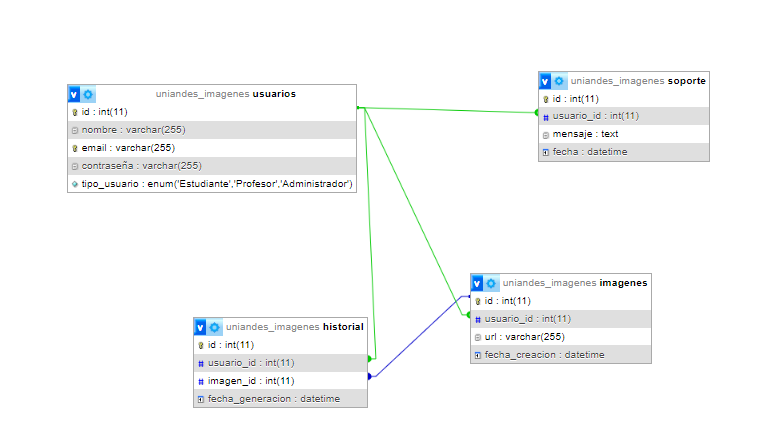 uniandes_imagenes usuarios
id : int(11)
nombre : varchar(255)
email : varchar(255)
contraseña : varchar(255)
tipo_usuario : enum('Estudiante','Profesor','Administrador')
uniandes_imagenes soporte
id : int(11)
usuario_id : int(11)
mensaje : text
fecha : datetime
uniandes_imagenes historial
id : int(11)
usuario_id : int(11)
imagen_id : int(11)
fecha_generacion : datetime
uniandes_imagenes imagenes
id : int(11)
usuario_id : int(11)
url : varchar(255)
fecha_creacion : datetime